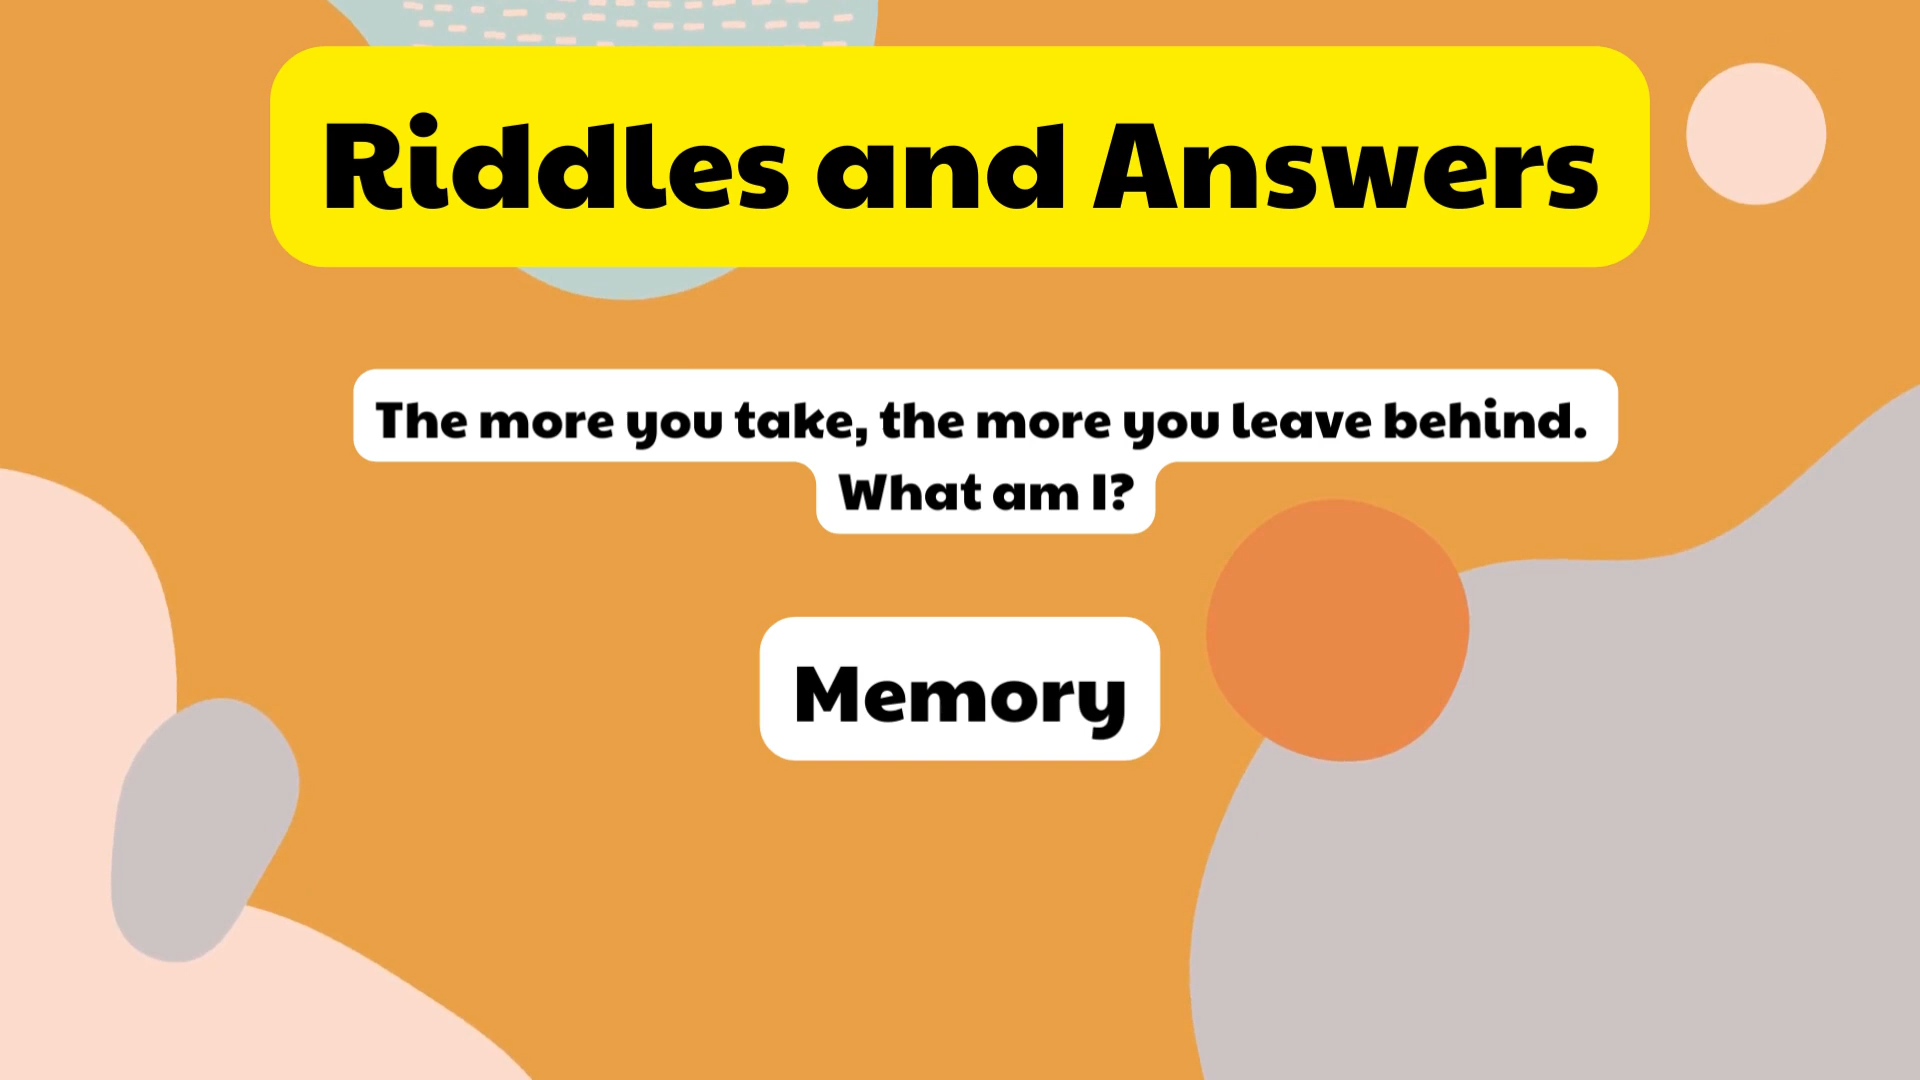 Riddles and Answers
The more you take, the more you leave behind.
What am I?
Memory